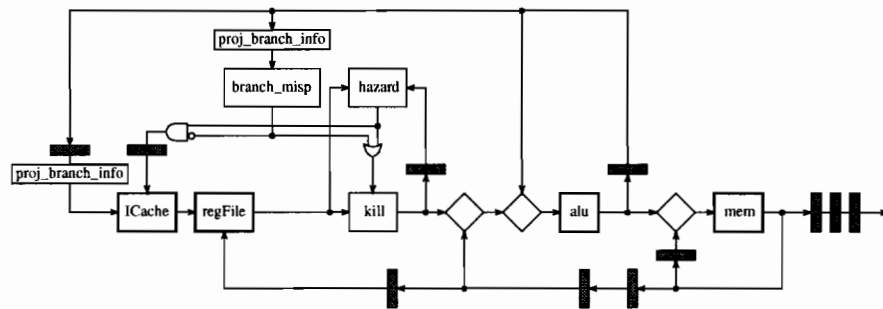 proj_branch_info
branch_misp
hazard
proj_branch_info
ICache
regFile
kill
alu
mem